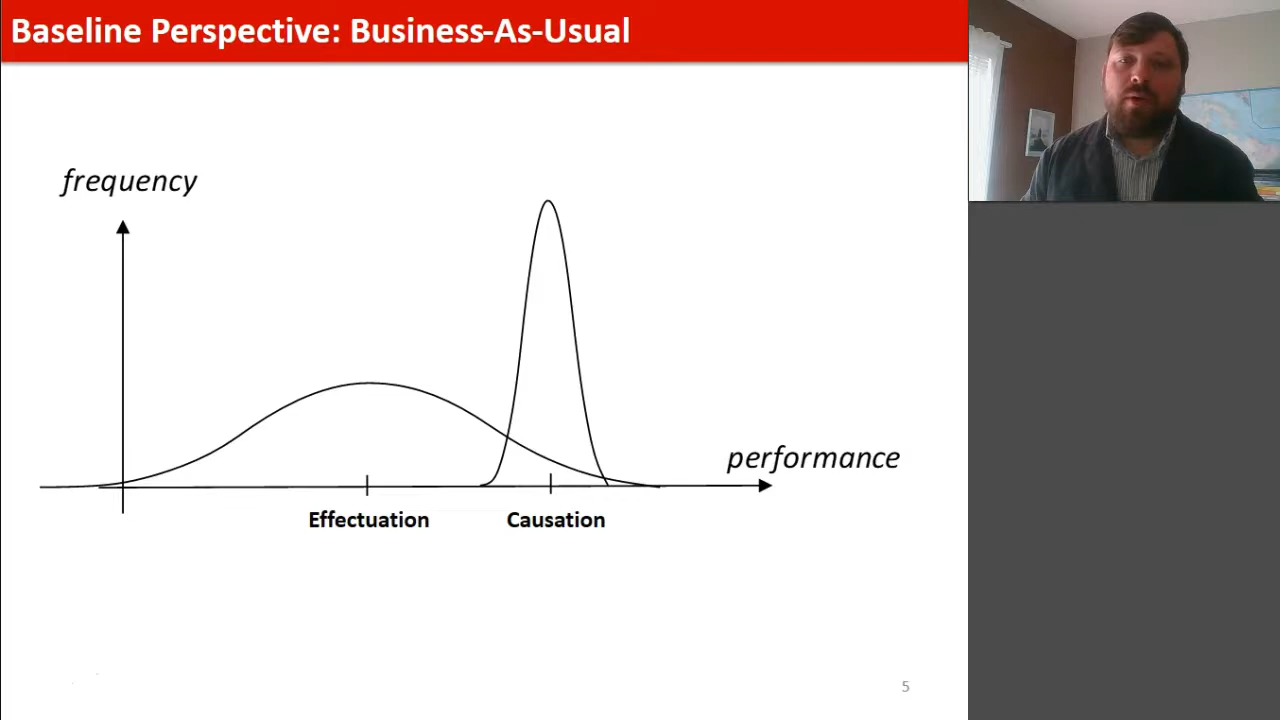 Baseline Perspective: Business-As-Usual
frequency
performance
Effectuation
Causation
5